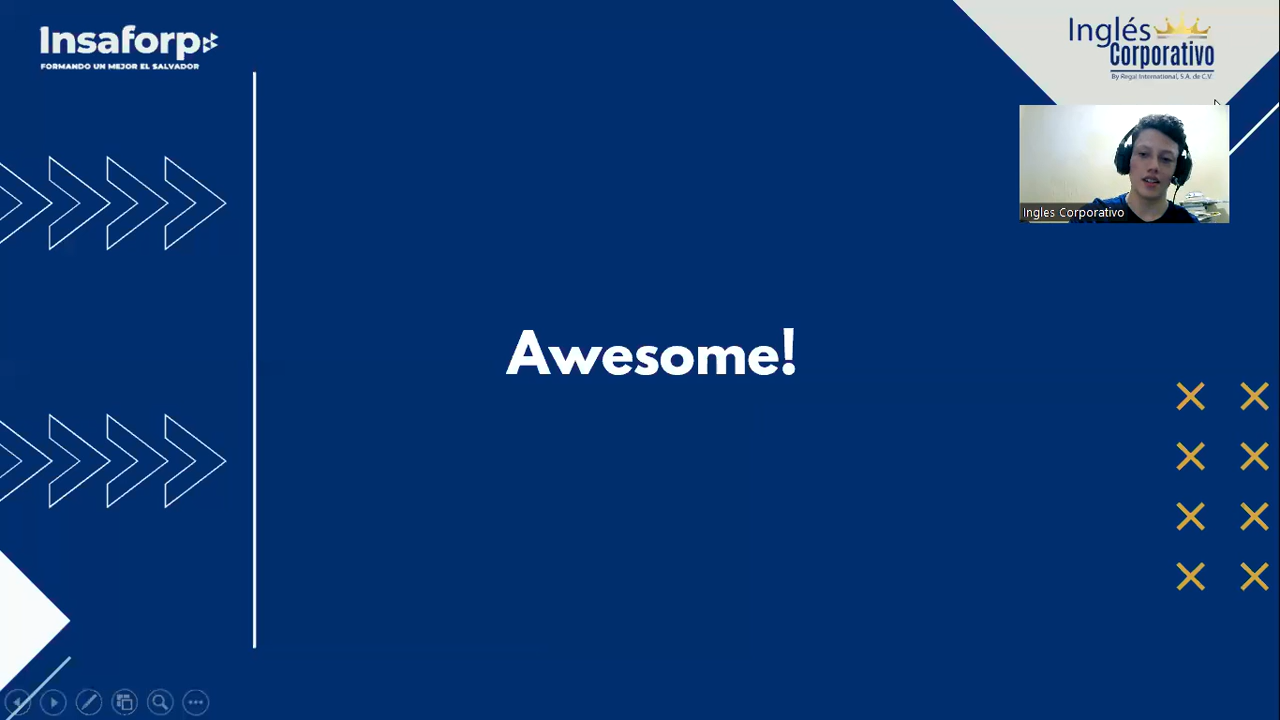 Insaforp
FORMANDO UN MEJOR EL SALVADOR
Inglés
Corporativo
By Regal International, S.A. de C.V.
Ingles Corporativo
Awesome!